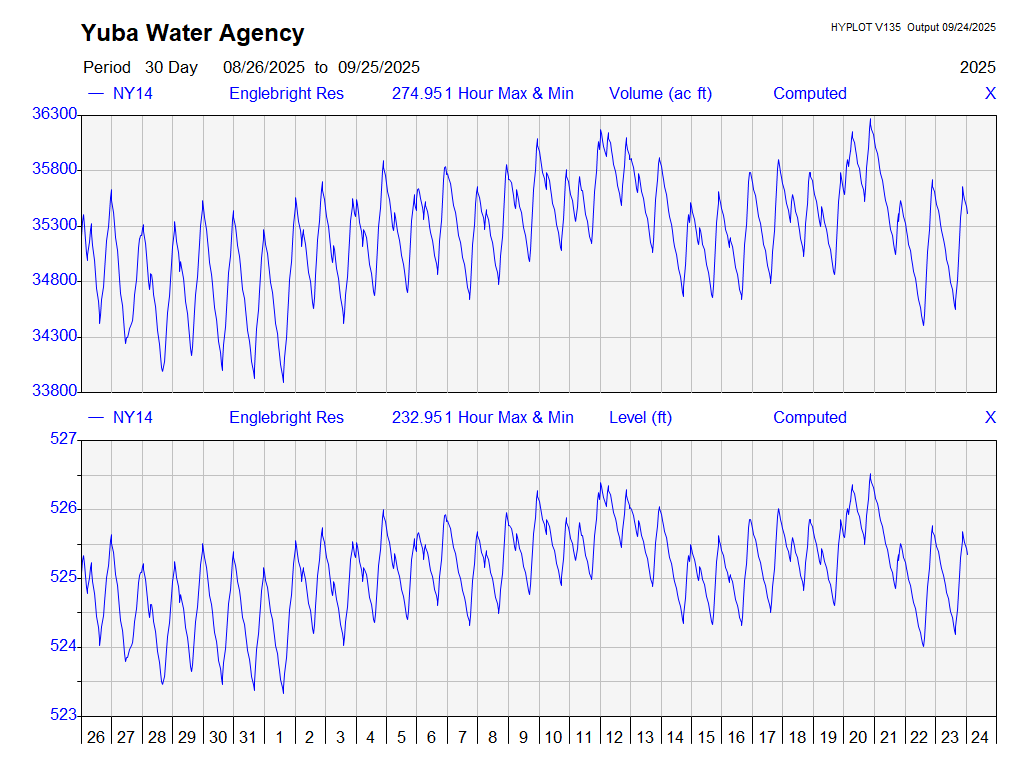 Yuba Water Agency
HYPLOT V135 Output 09/24/2025
Period 30 Day 08/26/2025 to 09/25/2025
2025
NY14 Englebright Res 274.951 Hour Max & Min Volume (ac ft) Computed X
36300
35800
35300
34800
34300
33800
NY14 Englebright Res 232.951 Hour Max & Min Level (ft) Computed X
527
526
525
524
523
26 27 28 29 30 31 1 2 3 4 5 6 7 8 9 10 11 12 13 14 15 16 17 18 19 20 21 22 23 24